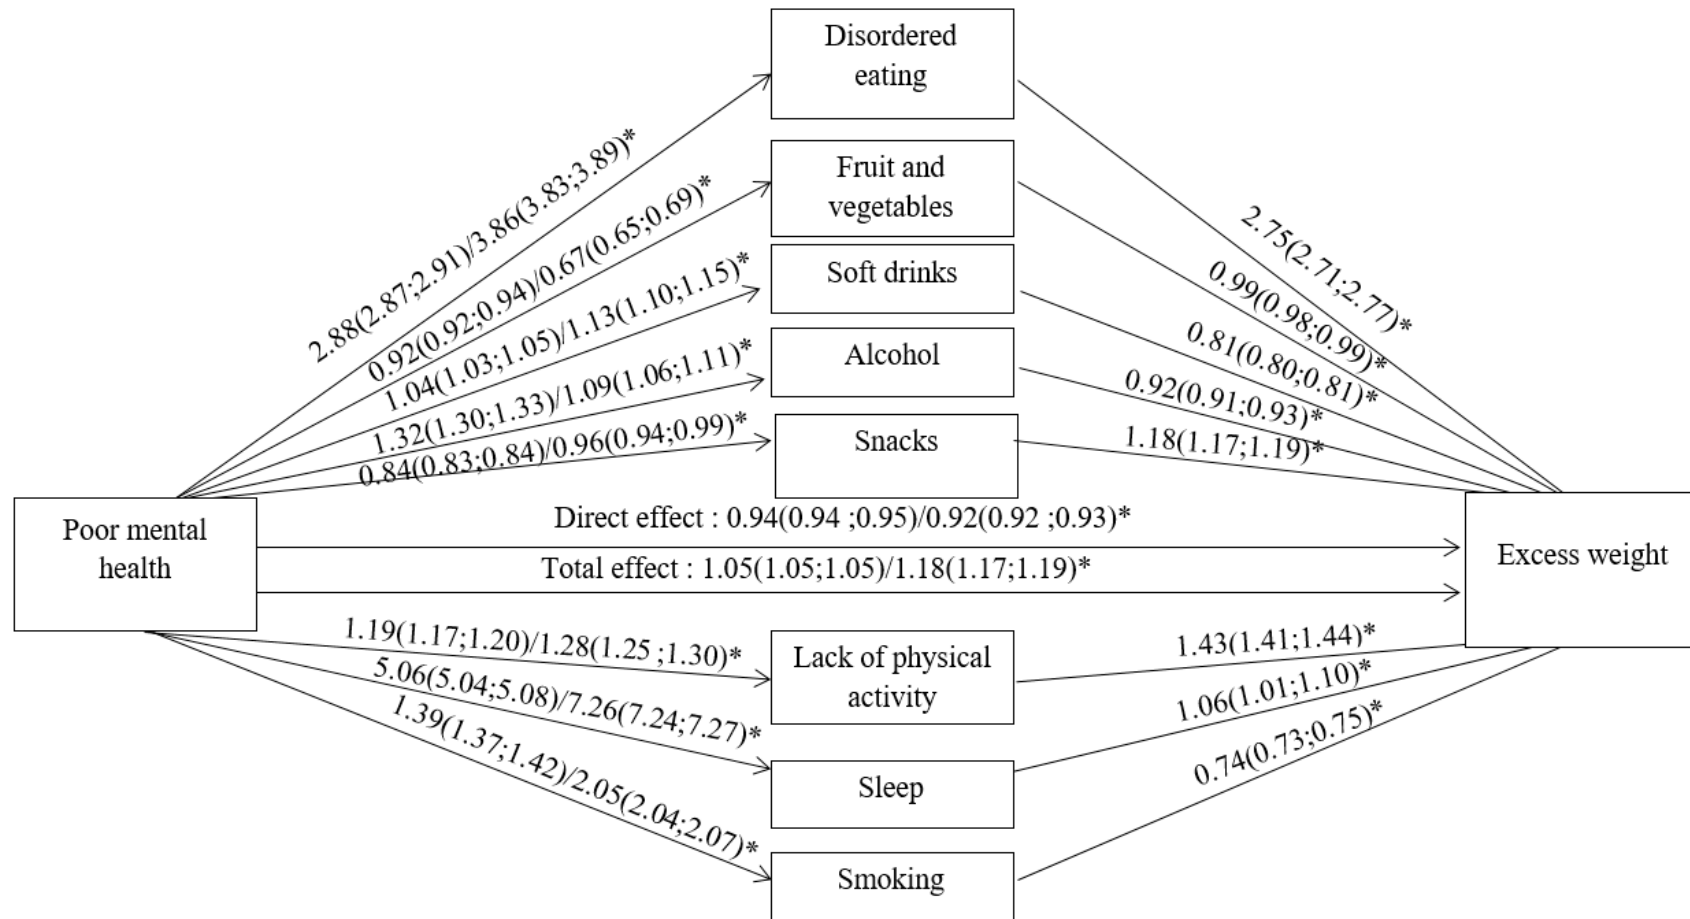 Disordered
eating
Fruit and
vegetables
Soft drinks
Alcohol
Snacks
2.88(2.87;2.91)/3.86(3.83;3.89)*
0.92(0.92;0.94)/0.67(0.65;0.69)*
1.04(1.03;1.05)/1.13(1.10;1.15)*
1.32(1.30;1.33)/1.09(1.06;1.11)*
0.84(0.83;0.84)/0.96(0.94;0.99)*
2.75(2.71;2.77)*
0.99(0.98;0.99)*
0.81(0.80;0.81)*
0.92(0.91;0.93)*
1.18(1.17;1.19)*
Poor mental
health
Direct effect : 0.94(0.94 ;0.95)/0.92(0.92 ;0.93)*
Total effect : 1.05(1.05;1.05)/1.18(1.17;1.19)*
Excess weight
1.19(1.17;1.20)/1.28(1.25 ;1.30)*
5.06(5.04;5.08)/7.26(7.24;7.27)*
1.39(1.37;1.42)/2.05(2.04;2.07)*
Lack of physical
activity
Sleep
Smoking
1.43(1.41;1.44)*
1.06(1.01;1.10)*
0.74(0.73;0.75)*